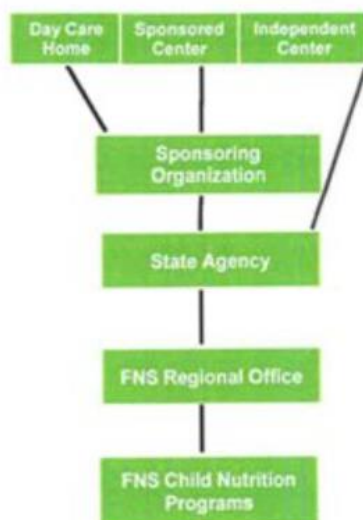 Day Care
Home
Sponsored
Center
Independent
Center
Sponsoring
Organization
State Agency
FNS Regional Office
FNS Child Nutrition
Programs